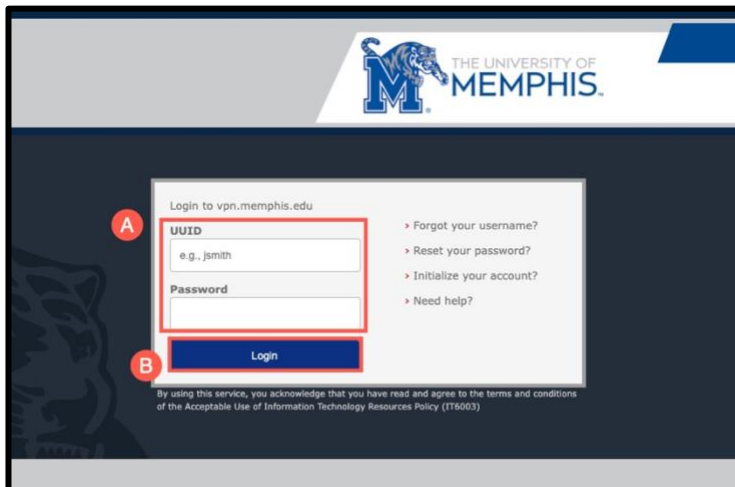 THE UNIVERSITY OF
MEMPHIS.
M
Login to vpn.memphis.edu
A
UUID
e.g., jsmith
Password
B
Login
> Forgot your username?
> Reset your password?
> Initialize your account?
> Need help?
By using this service, you acknowledge that you have read and agree to the terms and conditions
of the Acceptable Use of Information Technology Resources Policy (IT6003)